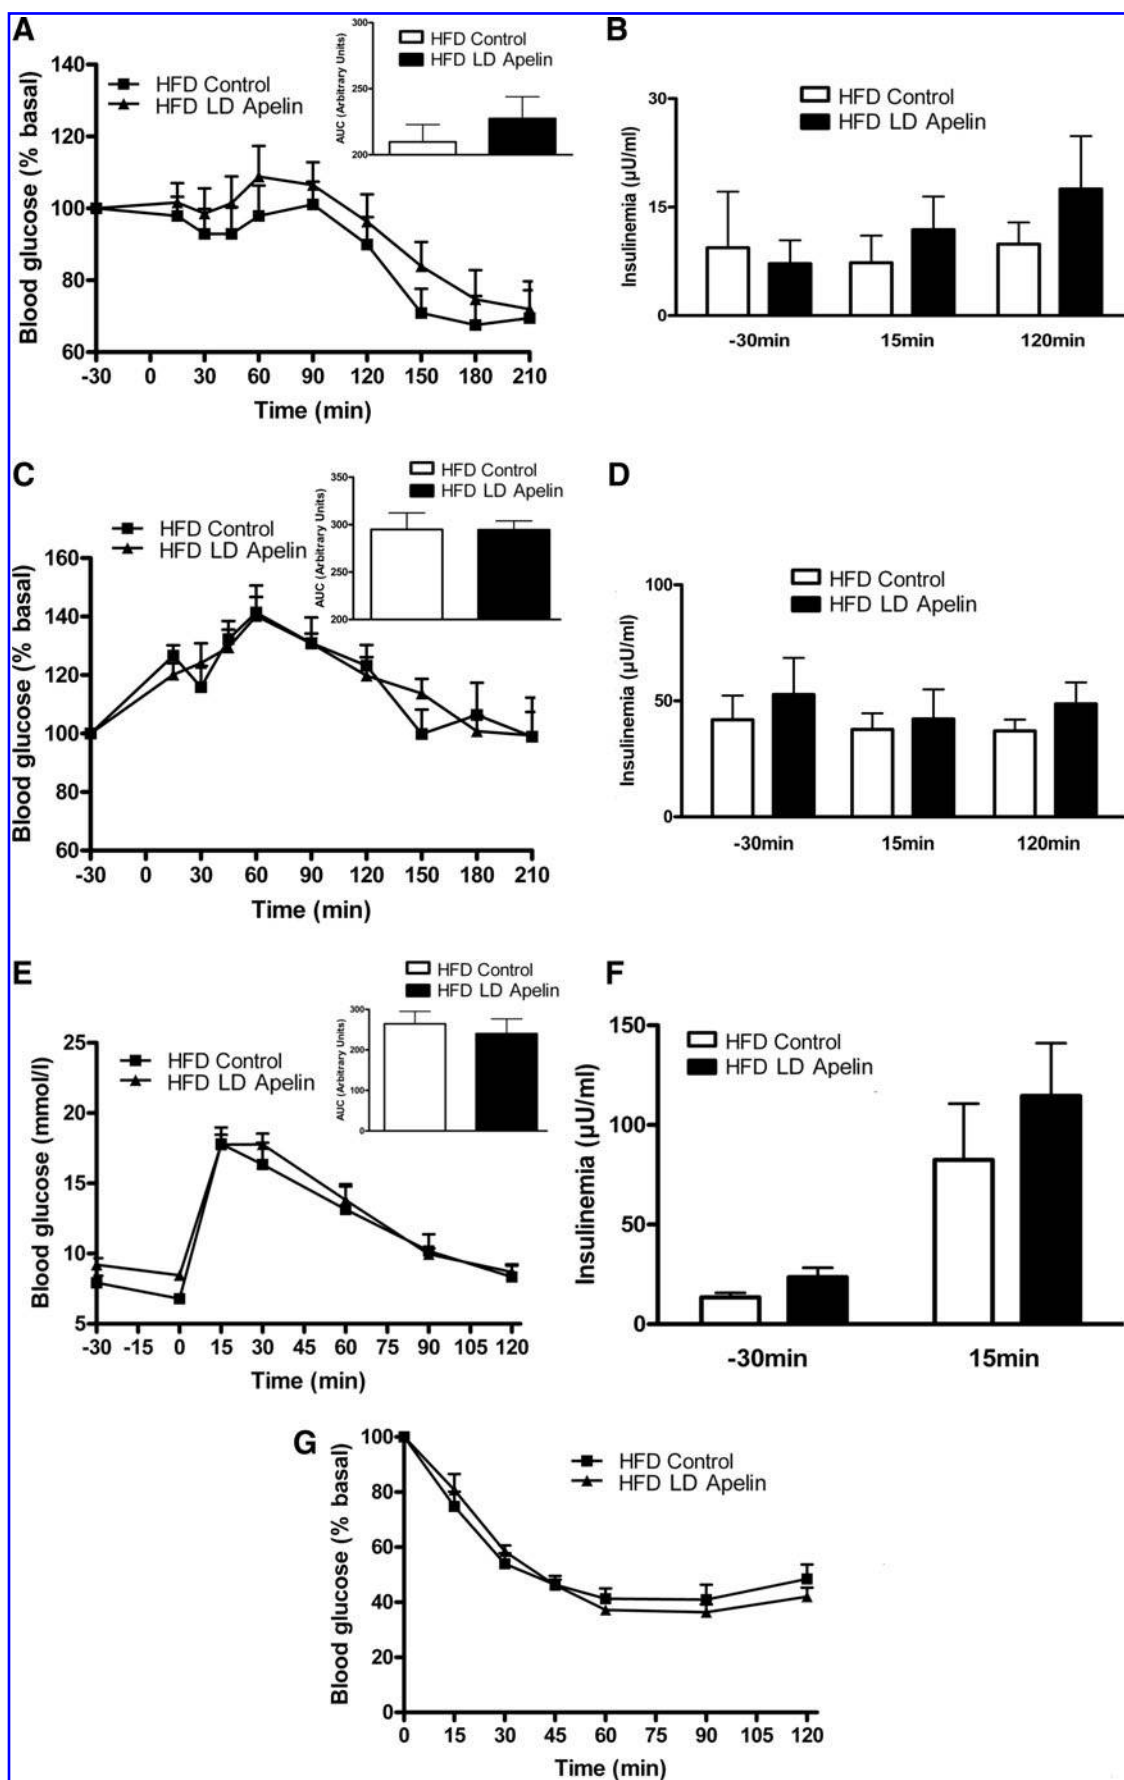 A
Blood glucose (% basal)
140
120
100
80
60
HFD Control
HFD LD Apelin
-30 0 30 60 90 120 150 180 210
Time (min)
AUC (Arbitrary Units)
300
250
200
HFD Control
HFD LD Apelin
B
Insulinemia (µU/ml)
30
15
0
HFD Control
HFD LD Apelin
-30min 15min 120min
C
Blood glucose (% basal)
160
140
120
100
80
60
HFD Control
HFD LD Apelin
-30 0 30 60 90 120 150 180 210
Time (min)
AUC (Arbitrary Units)
350
300
250
200
HFD Control
HFD LD Apelin
D
Insulinemia (µU/ml)
100
50
0
HFD Control
HFD LD Apelin
-30min 15min 120min
E
Blood glucose (mmol/l)
25
20
15
10
5
HFD Control
HFD LD Apelin
-30 -15 0 15 30 45 60 75 90 105 120
Time (min)
AUC (Arbitrary Units)
300
200
100
0
HFD Control
HFD LD Apelin
F
Insulinemia (µU/ml)
150
100
50
0
HFD Control
HFD LD Apelin
-30min 15min
G
Blood glucose (% basal)
100
80
60
40
20
0
HFD Control
HFD LD Apelin
0 15 30 45 60 75 90 105 120
Time (min)